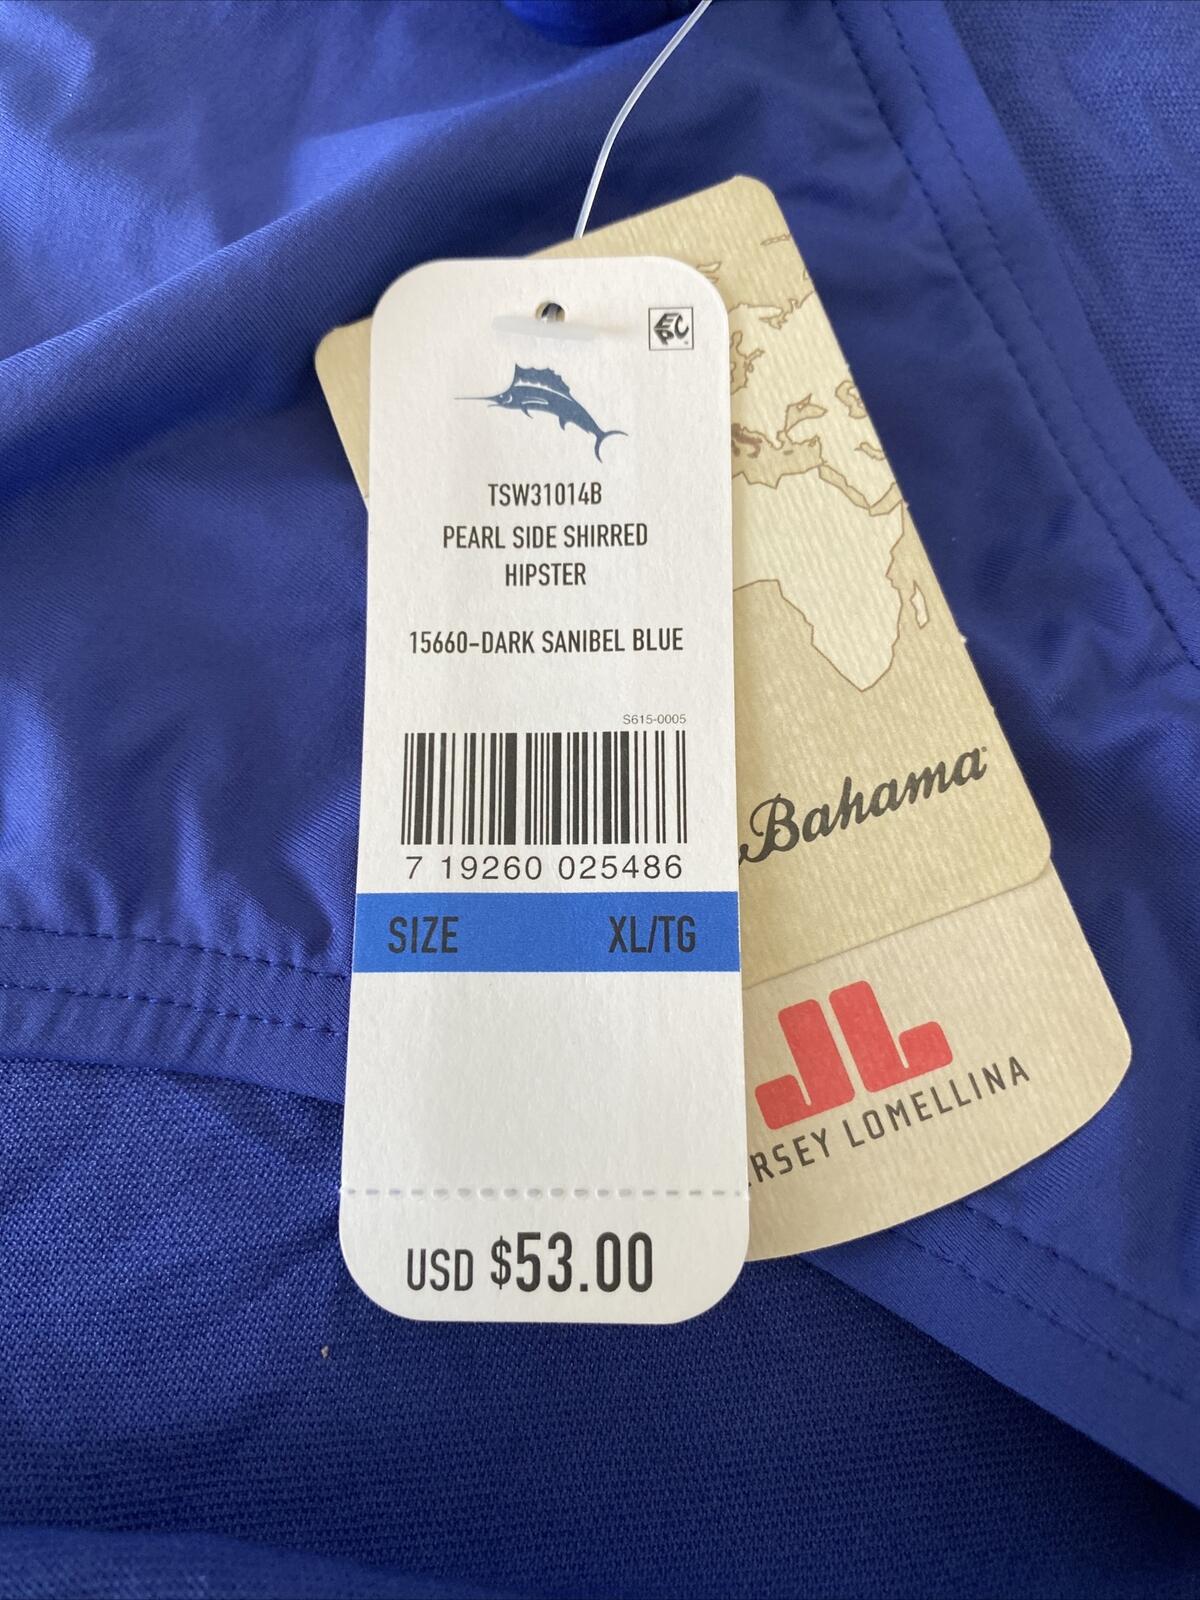 EPC
TSW31014B
PEARL SIDE SHIRRED
HIPSTER
15660-DARK SANIBEL BLUE
S615-0005
7 19260 025486
SIZE XL/TG
USD $53.00
Bahama
JL
ERSEY LOMELLINA